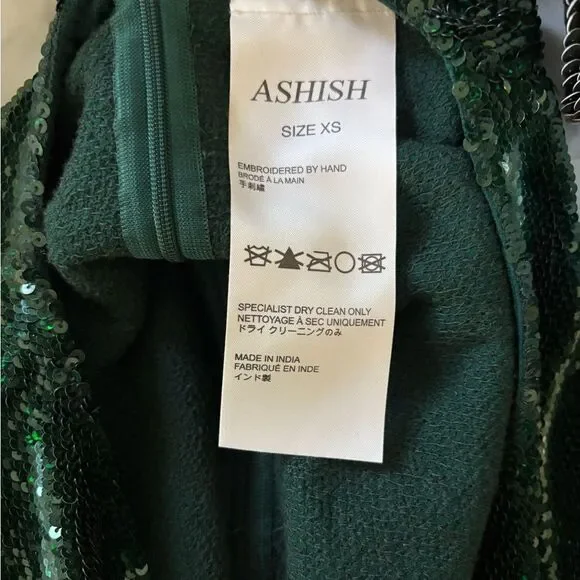 ASHISH
SIZE XS
EMBROIDERED BY HAND
BRODÉ À LA MAIN
手刺繍
SPECIALIST DRY CLEAN ONLY
NETTOYAGE À SEC UNIQUEMENT
ドライ クリーニングのみ
MADE IN INDIA
FABRIQUÉ EN INDE
インド製